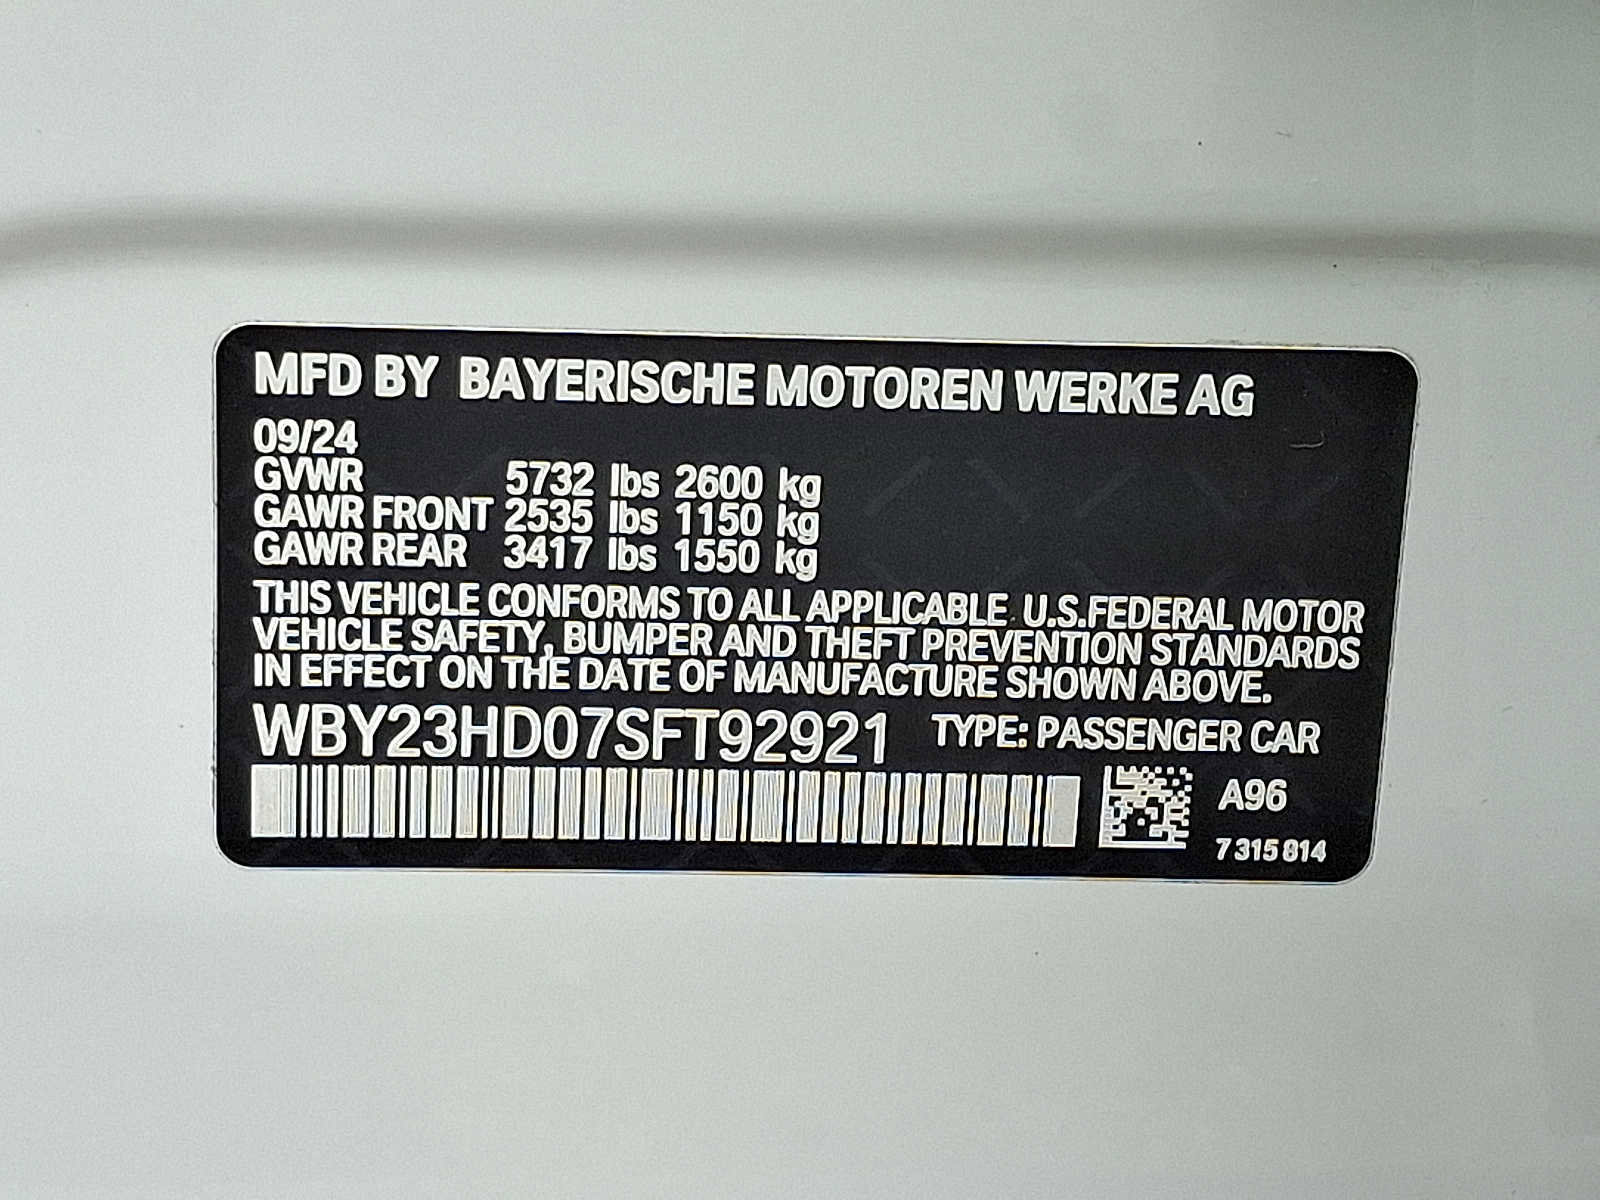 MFD BY BAYERISCHE MOTOREN WERKE AG
09/24
GVWR 5732 lbs 2600 kg
GAWR FRONT 2535 lbs 1150 kg
GAWR REAR 3417 lbs 1550 kg
THIS VEHICLE CONFORMS TO ALL APPLICABLE U.S.FEDERAL MOTOR
VEHICLE SAFETY, BUMPER AND THEFT PREVENTION STANDARDS
IN EFFECT ON THE DATE OF MANUFACTURE SHOWN ABOVE.
WBY23HD07SFT92921 TYPE: PASSENGER CAR
A96
7 315 814